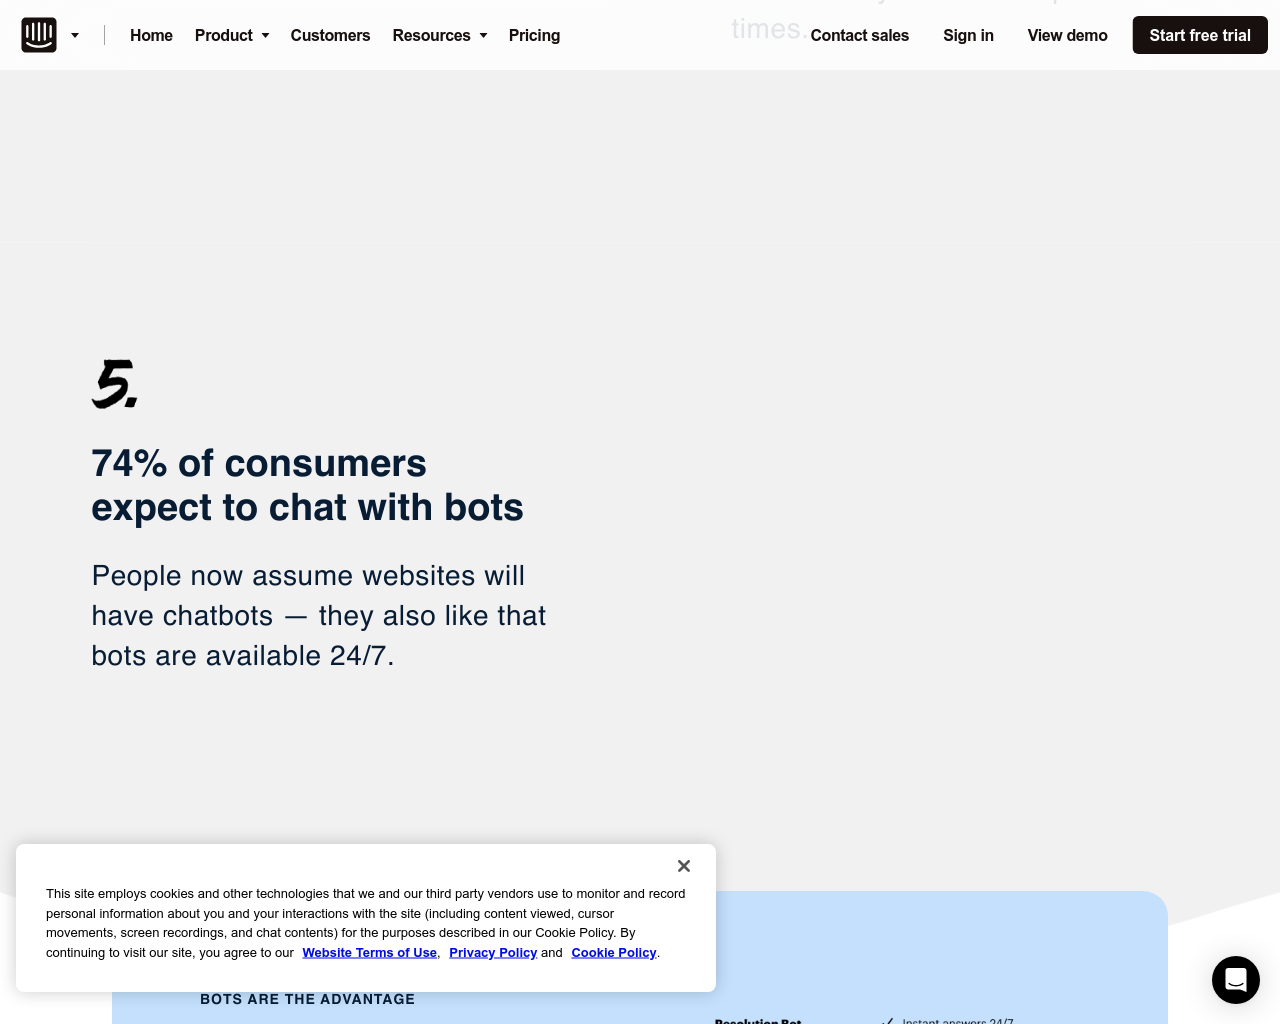 times.
Home Product Customers Resources Pricing Contact sales Sign in View demo Start free trial
5.
74% of consumers
expect to chat with bots
People now assume websites will
have chatbots — they also like that
bots are available 24/7.
This site employs cookies and other technologies that we and our third party vendors use to monitor and record
personal information about you and your interactions with the site (including content viewed, cursor
movements, screen recordings, and chat contents) for the purposes described in our Cookie Policy. By
continuing to visit our site, you agree to our Website Terms of Use, Privacy Policy and Cookie Policy.
BOTS ARE THE ADVANTAGE
Resolution Bot ✓ Instant answers 24/7